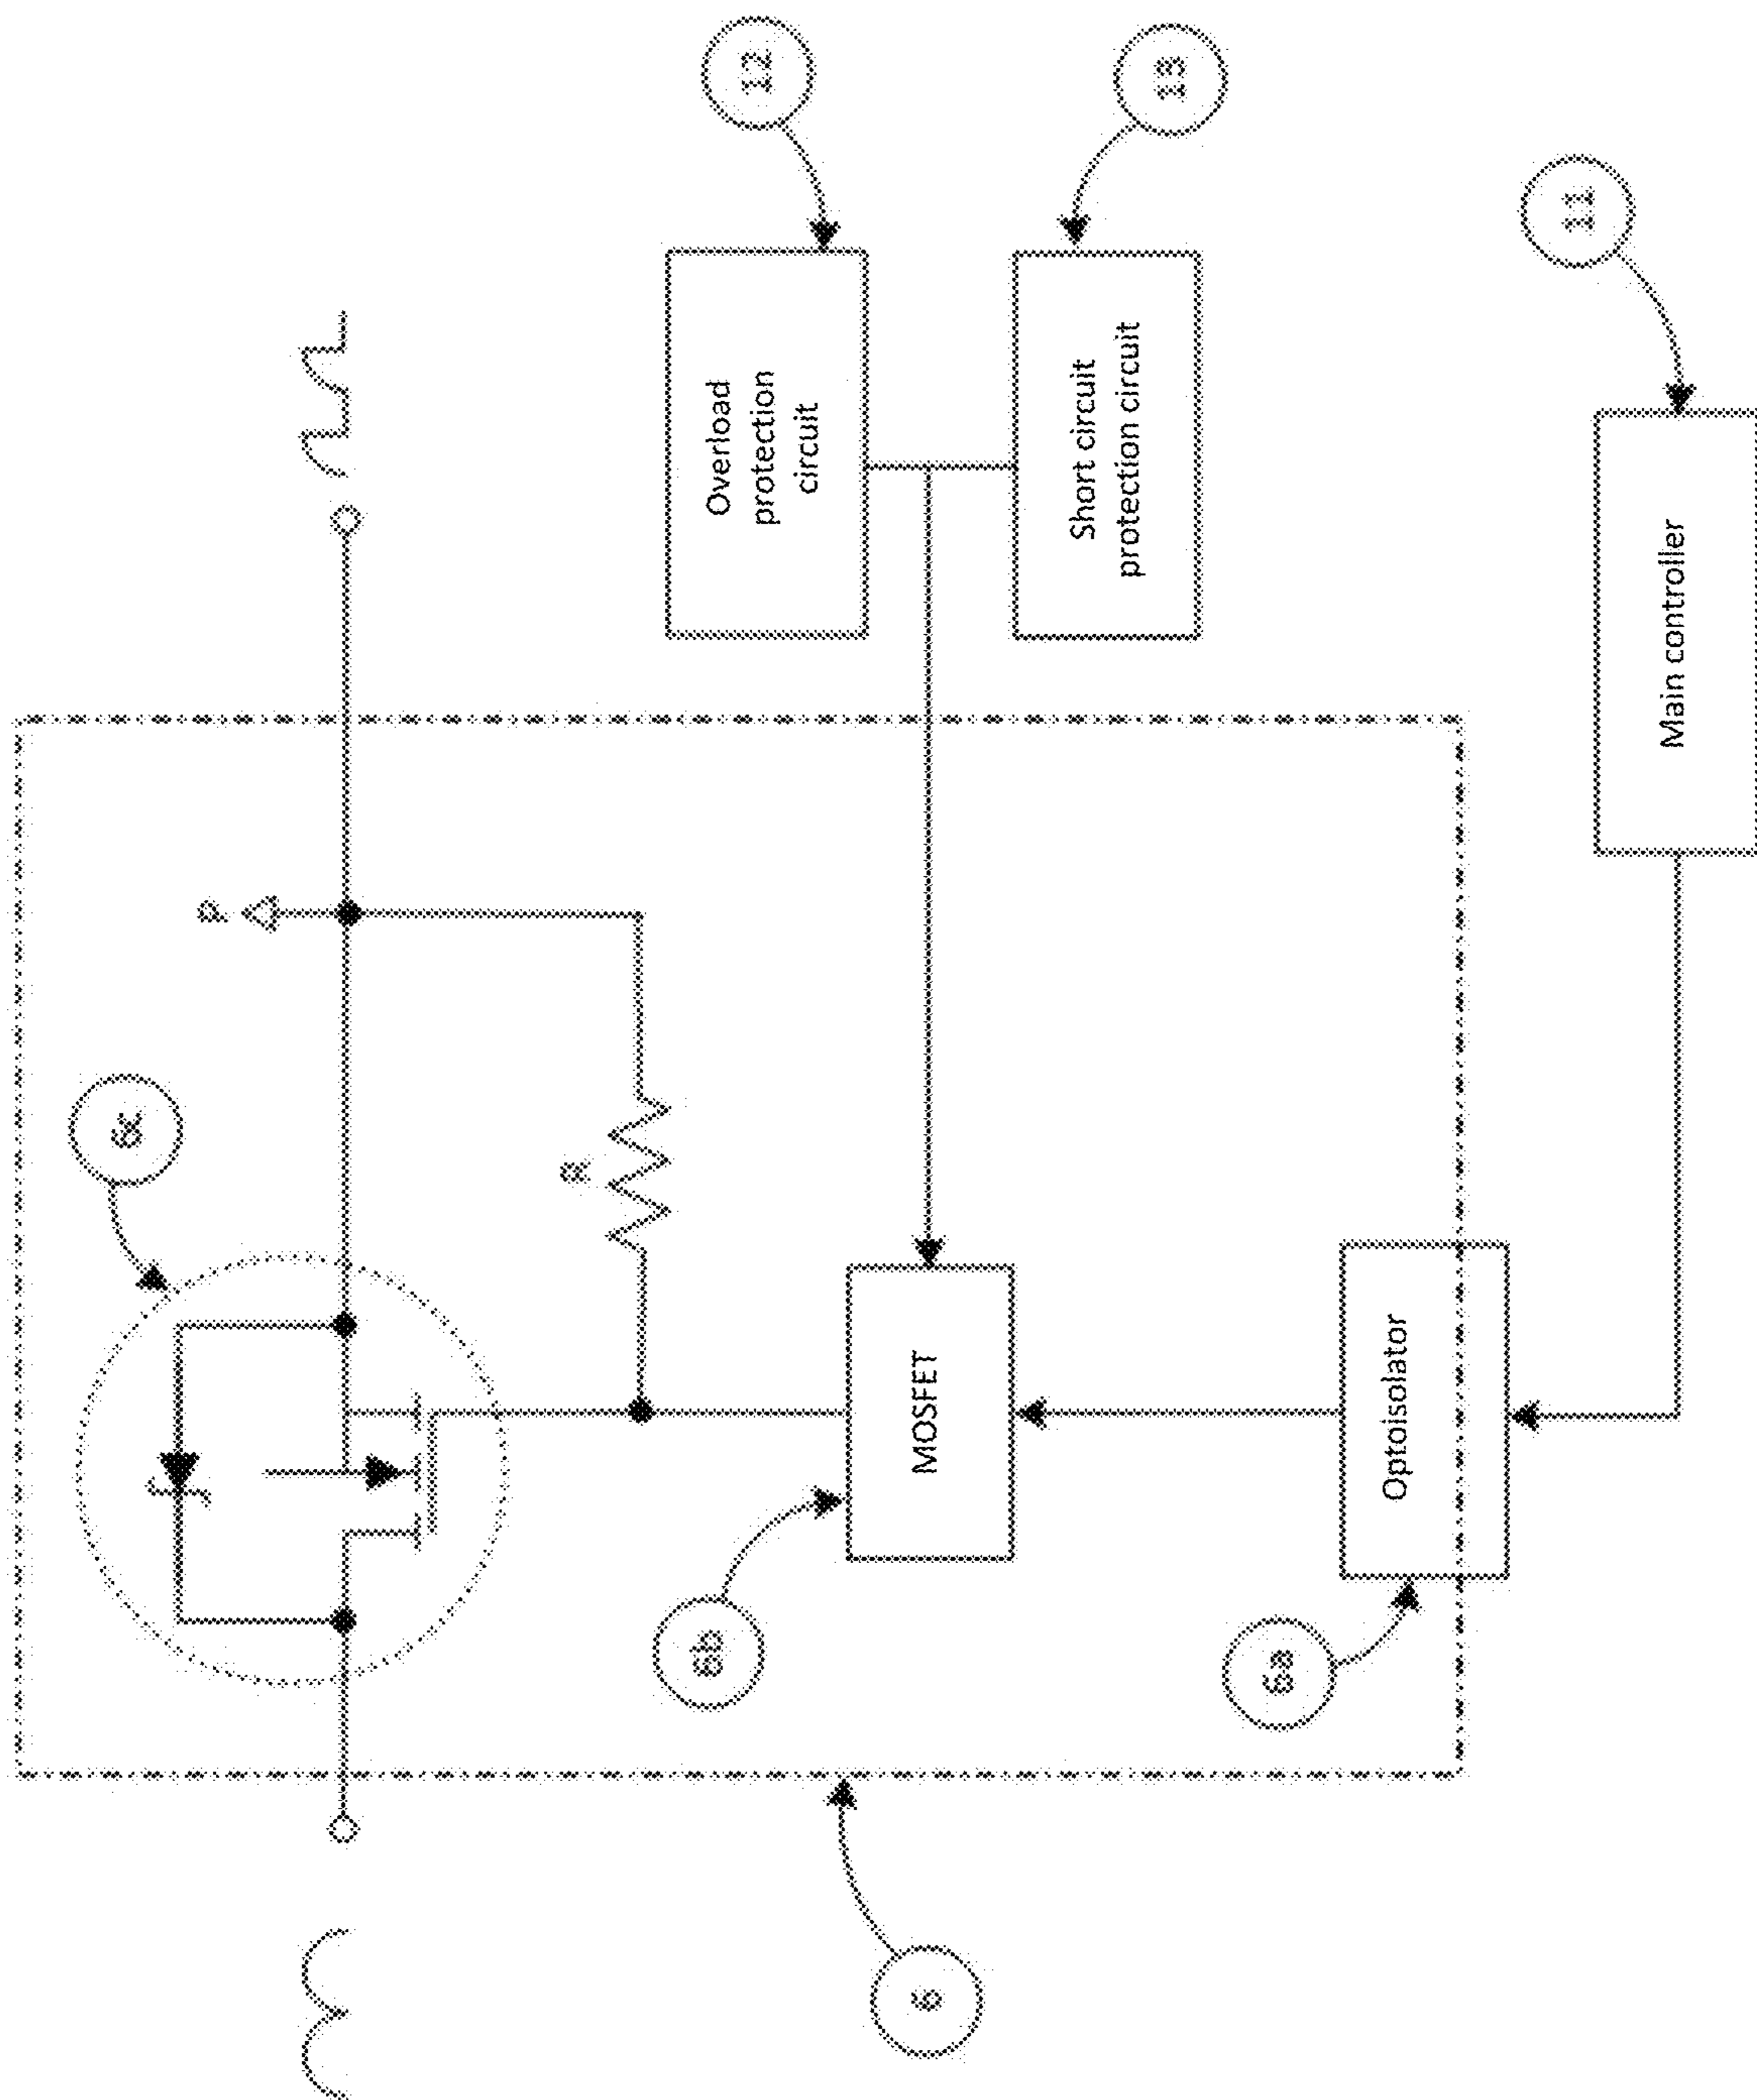 12
13
11
Overload
protection
circuit
Short circuit
protection circuit
Main controller
P
6c
R
MOSFET
Optoisolator
6b
6a
6